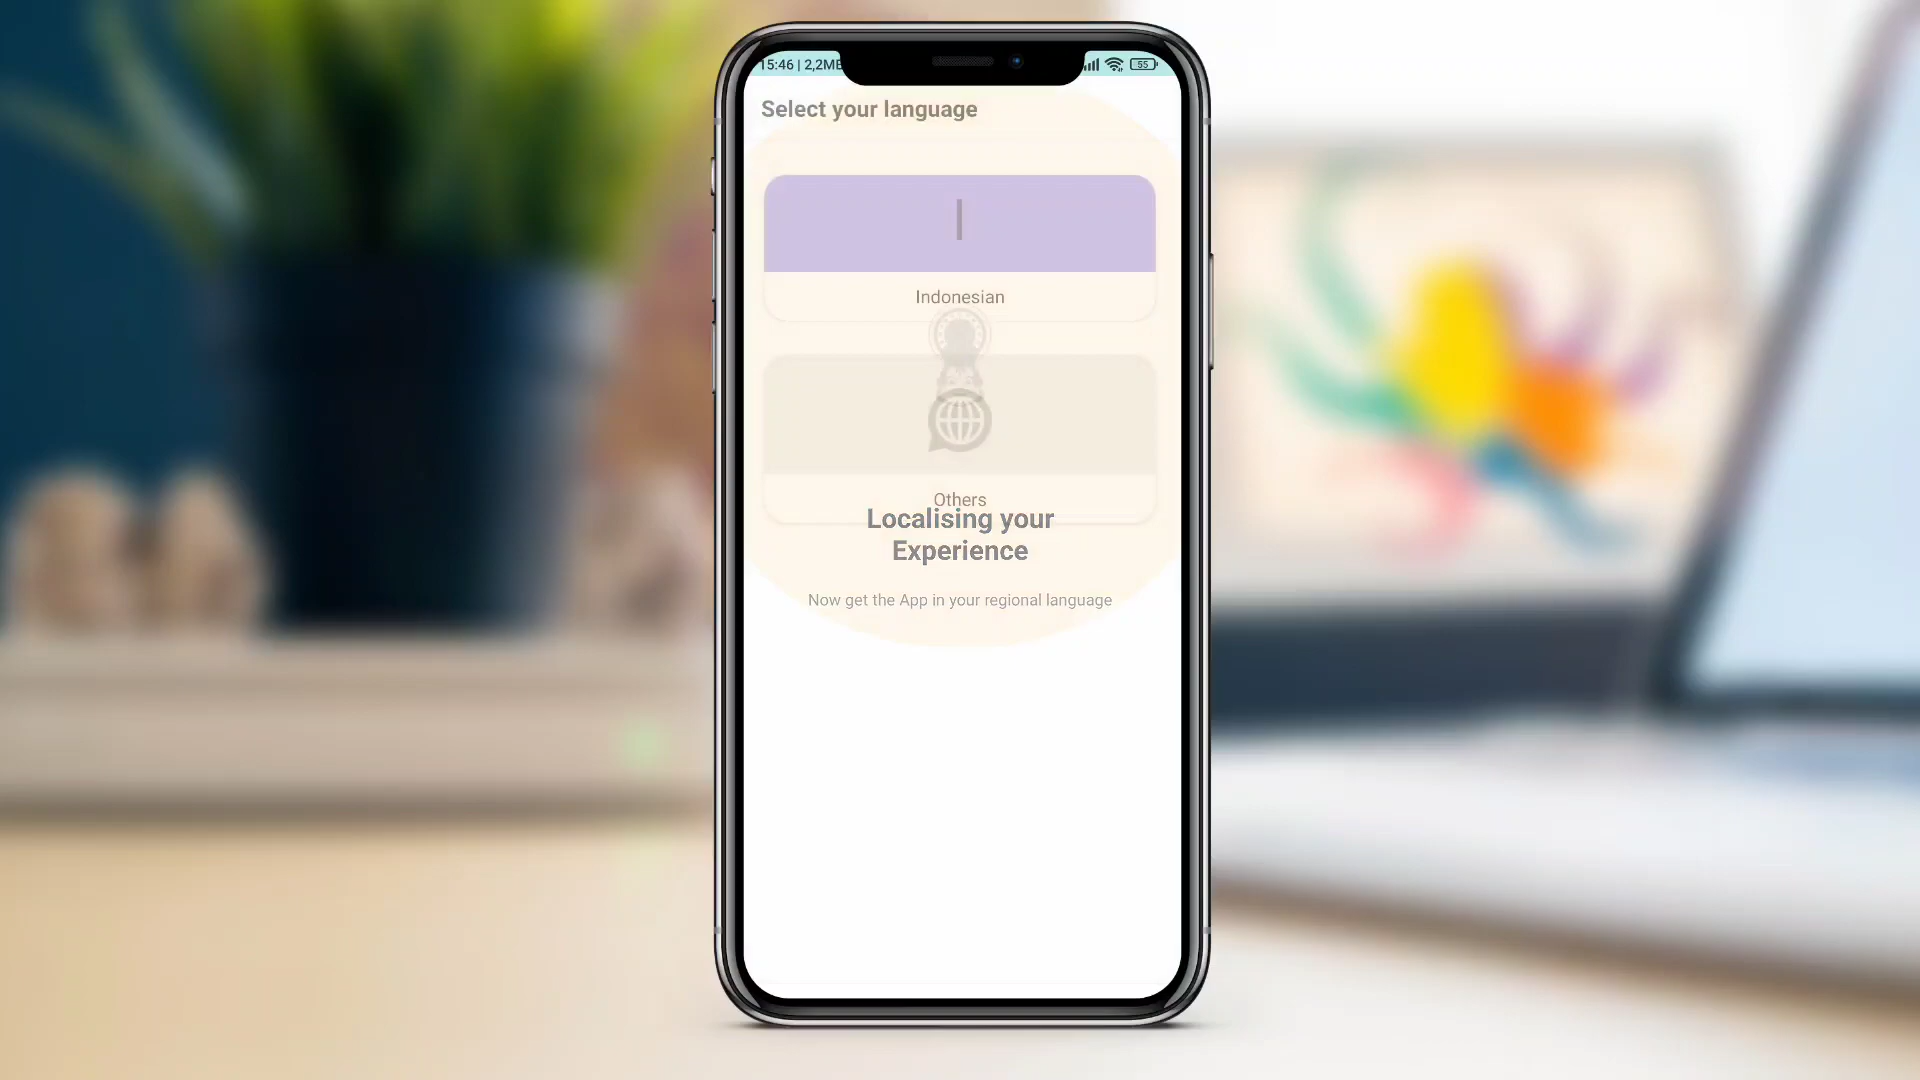 15:46 | 2,2MB
55
Select your language
I
Indonesian
Others
Localising your
Experience
Now get the App in your regional language